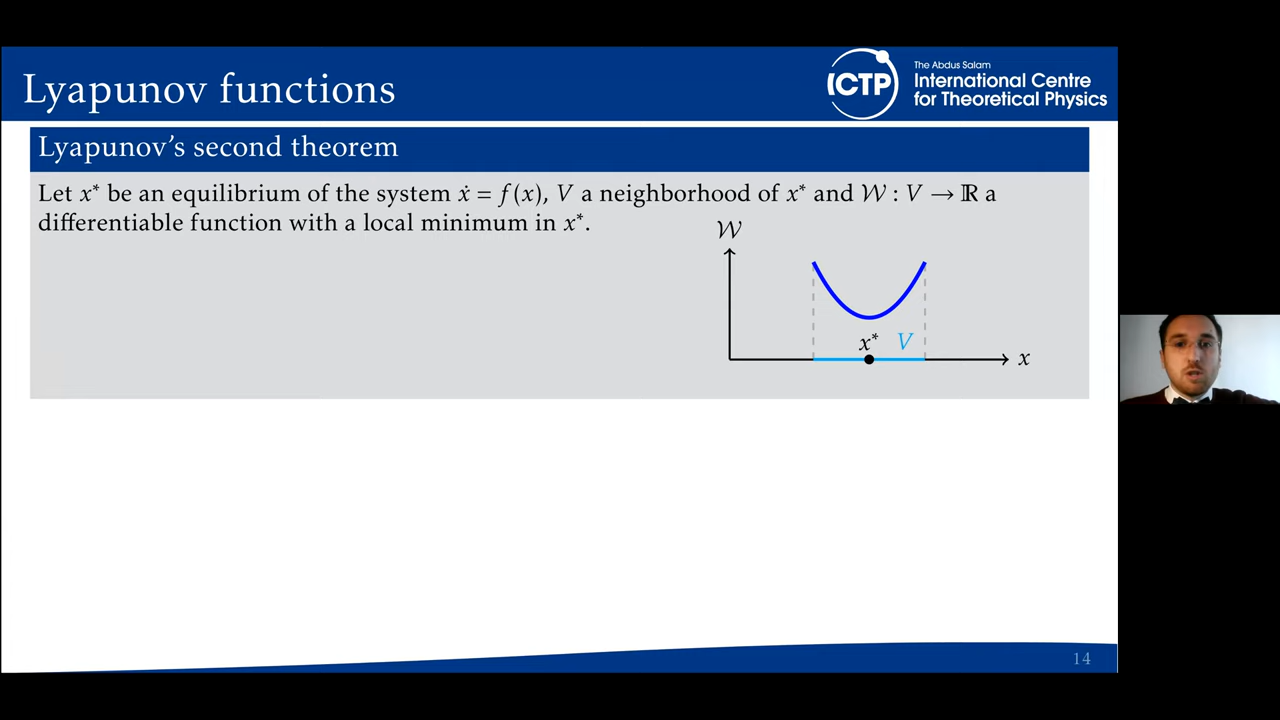 Lyapunov functions
ICTP
The Abdus Salam
International Centre
for Theoretical Physics
Lyapunov's second theorem
Let x* be an equilibrium of the system ẋ = f(x), V a neighborhood of x* and 𝒲 : V → ℝ a
differentiable function with a local minimum in x*.
𝒲
x* V
x
14